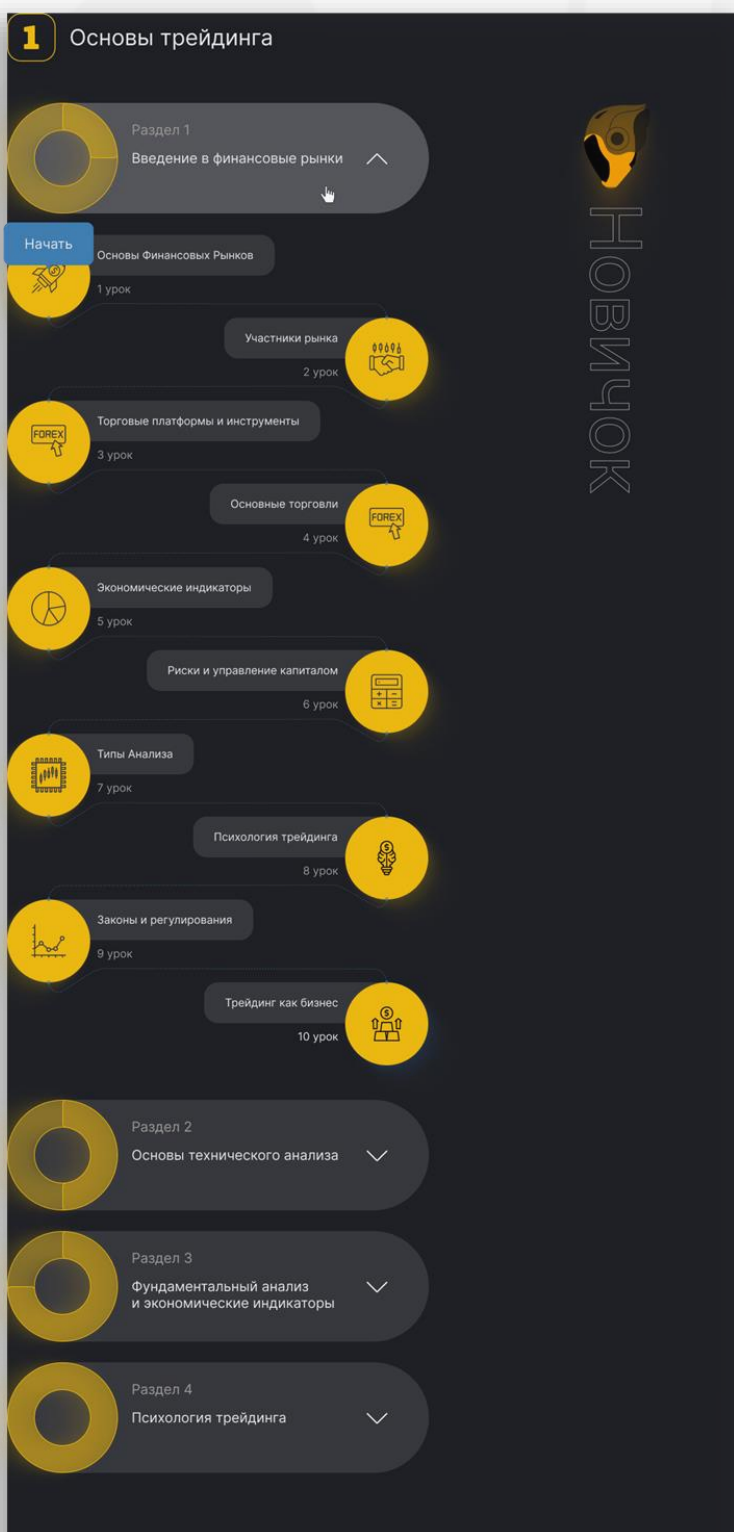 1 Основы трейдинга
Раздел 1
Введение в финансовые рынки
Начать
Основы Финансовых Рынков
1 урок
Участники рынка
2 урок
FOREX
Торговые платформы и инструменты
3 урок
Основные торговли
4 урок
FOREX
Экономические индикаторы
5 урок
Риски и управление капиталом
6 урок
Типы Анализа
7 урок
Психология трейдинга
8 урок
Законы и регулирования
9 урок
Трейдинг как бизнес
10 урок
Раздел 2
Основы технического анализа
Раздел 3
Фундаментальный анализ
и экономические индикаторы
Раздел 4
Психология трейдинга
Новичок